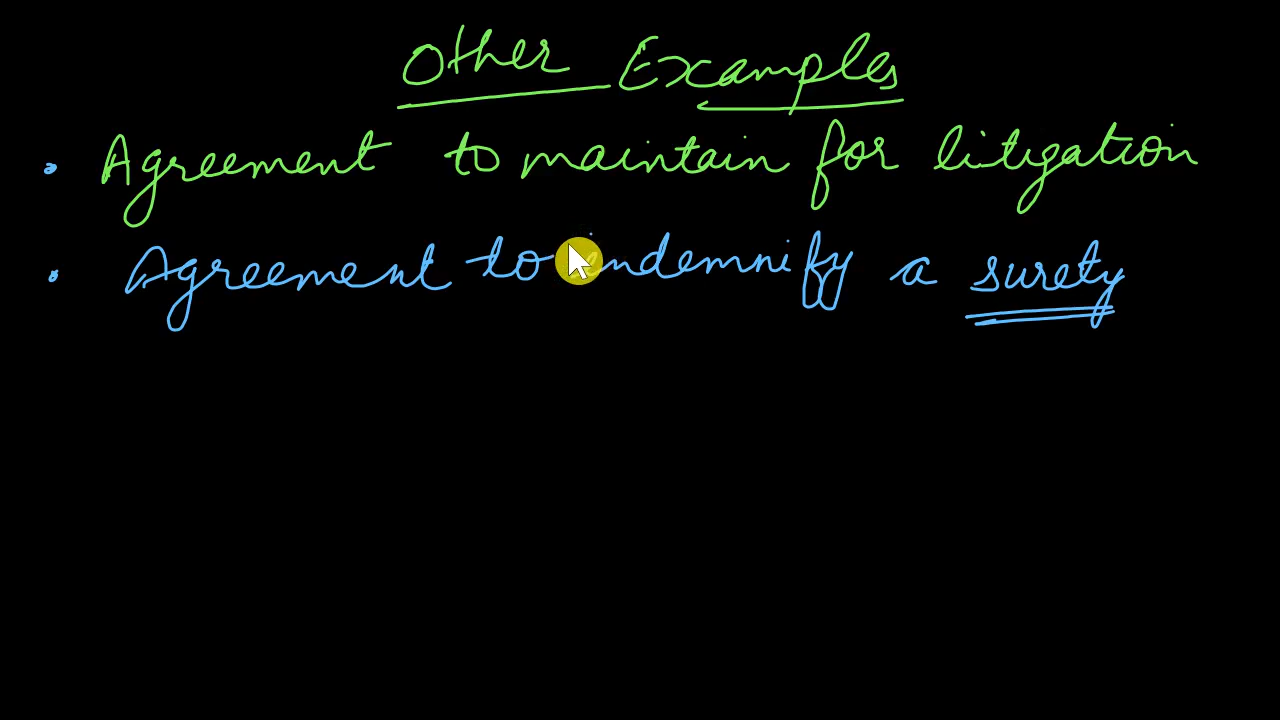 Other Examples
• Agreement to maintain for litigation
• Agreement to indemnify a surety